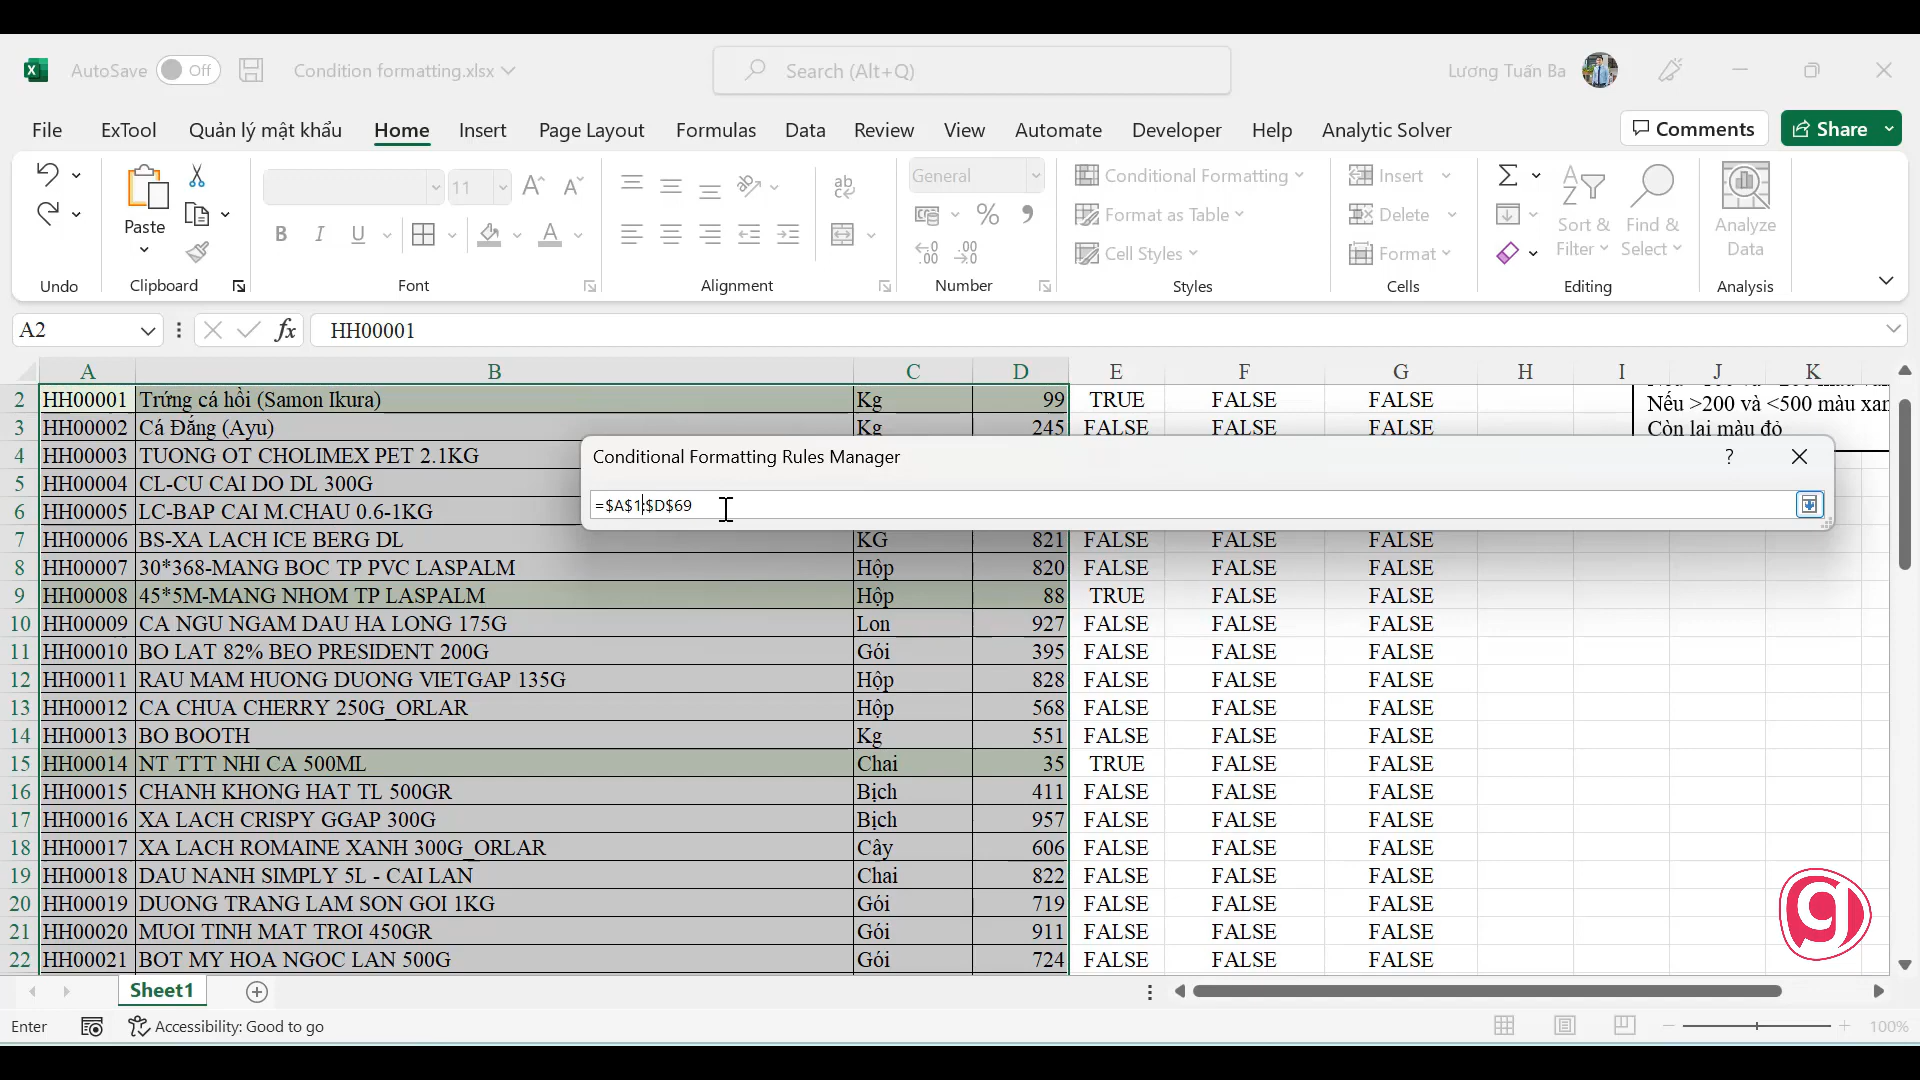 AutoSave Off Condition formatting.xlsx Search (Alt+Q) Lương Tuấn Ba
File ExTool Quản lý mật khẩu Home Insert Page Layout Formulas Data Review View Automate Developer Help Analytic Solver Comments Share
11 General Conditional Formatting Insert
Paste Format as Table Delete Sort & Find & Analyze
B I U Cell Styles Format Filter Select Data
Undo Clipboard Font Alignment Number Styles Cells Editing Analysis
A2 fx HH00001
A B C D E F G H I J K
2 HH00001 Trứng cá hồi (Samon Ikura) Kg 99 TRUE FALSE FALSE Nếu >200 và <500 màu xan
3 HH00002 Cá Đắng (Ayu) Kg 245 FALSE FALSE FALSE Còn lại màu đỏ
4 HH00003 TUONG OT CHOLIMEX PET 2.1KG
Conditional Formatting Rules Manager ?
5 HH00004 CL-CU CAI DO DL 300G
=$A$1:$D$69
6 HH00005 LC-BAP CAI M.CHAU 0.6-1KG
7 HH00006 BS-XA LACH ICE BERG DL KG 821 FALSE FALSE FALSE
8 HH00007 30*368-MANG BOC TP PVC LASPALM Hộp 820 FALSE FALSE FALSE
9 HH00008 45*5M-MANG NHOM TP LASPALM Hộp 88 TRUE FALSE FALSE
10 HH00009 CA NGU NGAM DAU HA LONG 175G Lon 927 FALSE FALSE FALSE
11 HH00010 BO LAT 82% BEO PRESIDENT 200G Gói 395 FALSE FALSE FALSE
12 HH00011 RAU MAM HUONG DUONG VIETGAP 135G Hộp 828 FALSE FALSE FALSE
13 HH00012 CA CHUA CHERRY 250G_ORLAR Hộp 568 FALSE FALSE FALSE
14 HH00013 BO BOOTH Kg 551 FALSE FALSE FALSE
15 HH00014 NT TTT NHI CA 500ML Chai 35 TRUE FALSE FALSE
16 HH00015 CHANH KHONG HAT TL 500GR Bịch 411 FALSE FALSE FALSE
17 HH00016 XA LACH CRISPY GGAP 300G Bịch 957 FALSE FALSE FALSE
18 HH00017 XA LACH ROMAINE XANH 300G_ORLAR Cây 606 FALSE FALSE FALSE
19 HH00018 DAU NANH SIMPLY 5L - CAI LAN Chai 822 FALSE FALSE FALSE
20 HH00019 DUONG TRANG LAM SON GOI 1KG Gói 719 FALSE FALSE FALSE
21 HH00020 MUOI TINH MAT TROI 450GR Gói 911 FALSE FALSE FALSE
22 HH00021 BOT MY HOA NGOC LAN 500G Gói 724 FALSE FALSE FALSE
Sheet1
Enter Accessibility: Good to go 100%